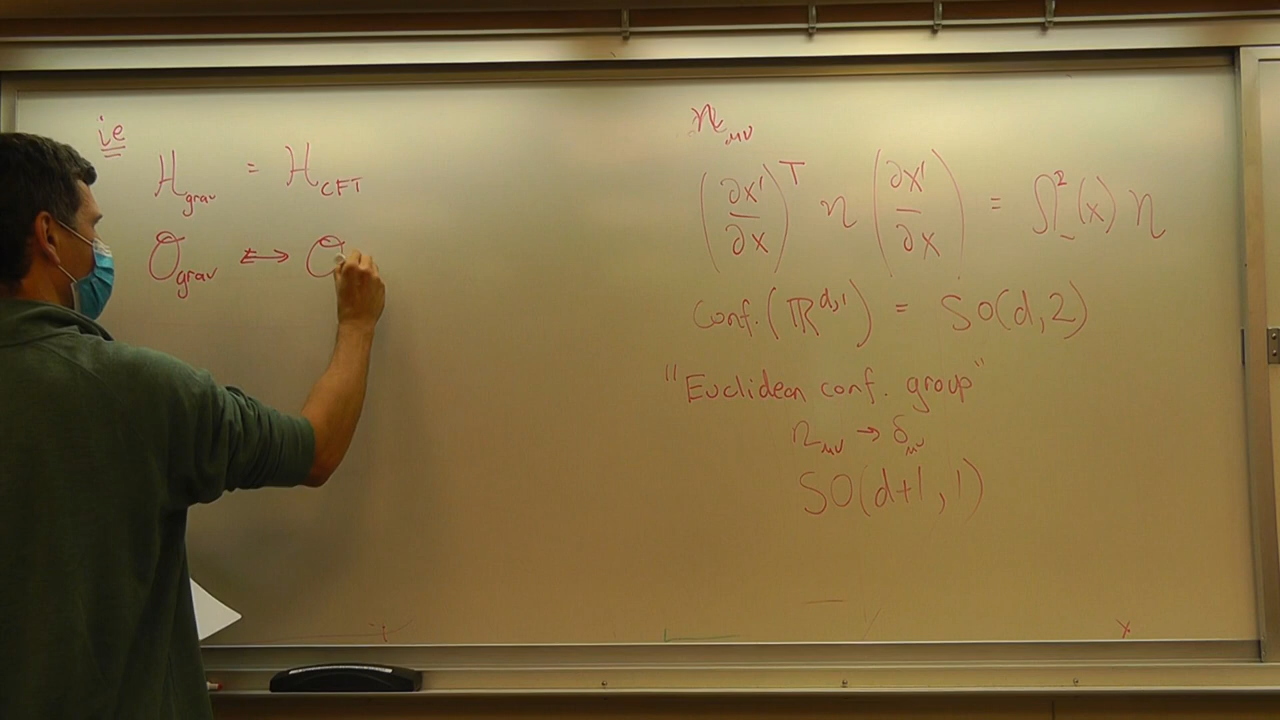 ie
H_grav = H_CFT
O_grav ↔ O
η_μν
(∂x'/∂x)^T η (∂x'/∂x) = Ω²(x) η
Conf.(ℝ^{d,1}) = SO(d,2)
"Euclidean conf. group"
η_μν → δ_μν
SO(d+1,1)